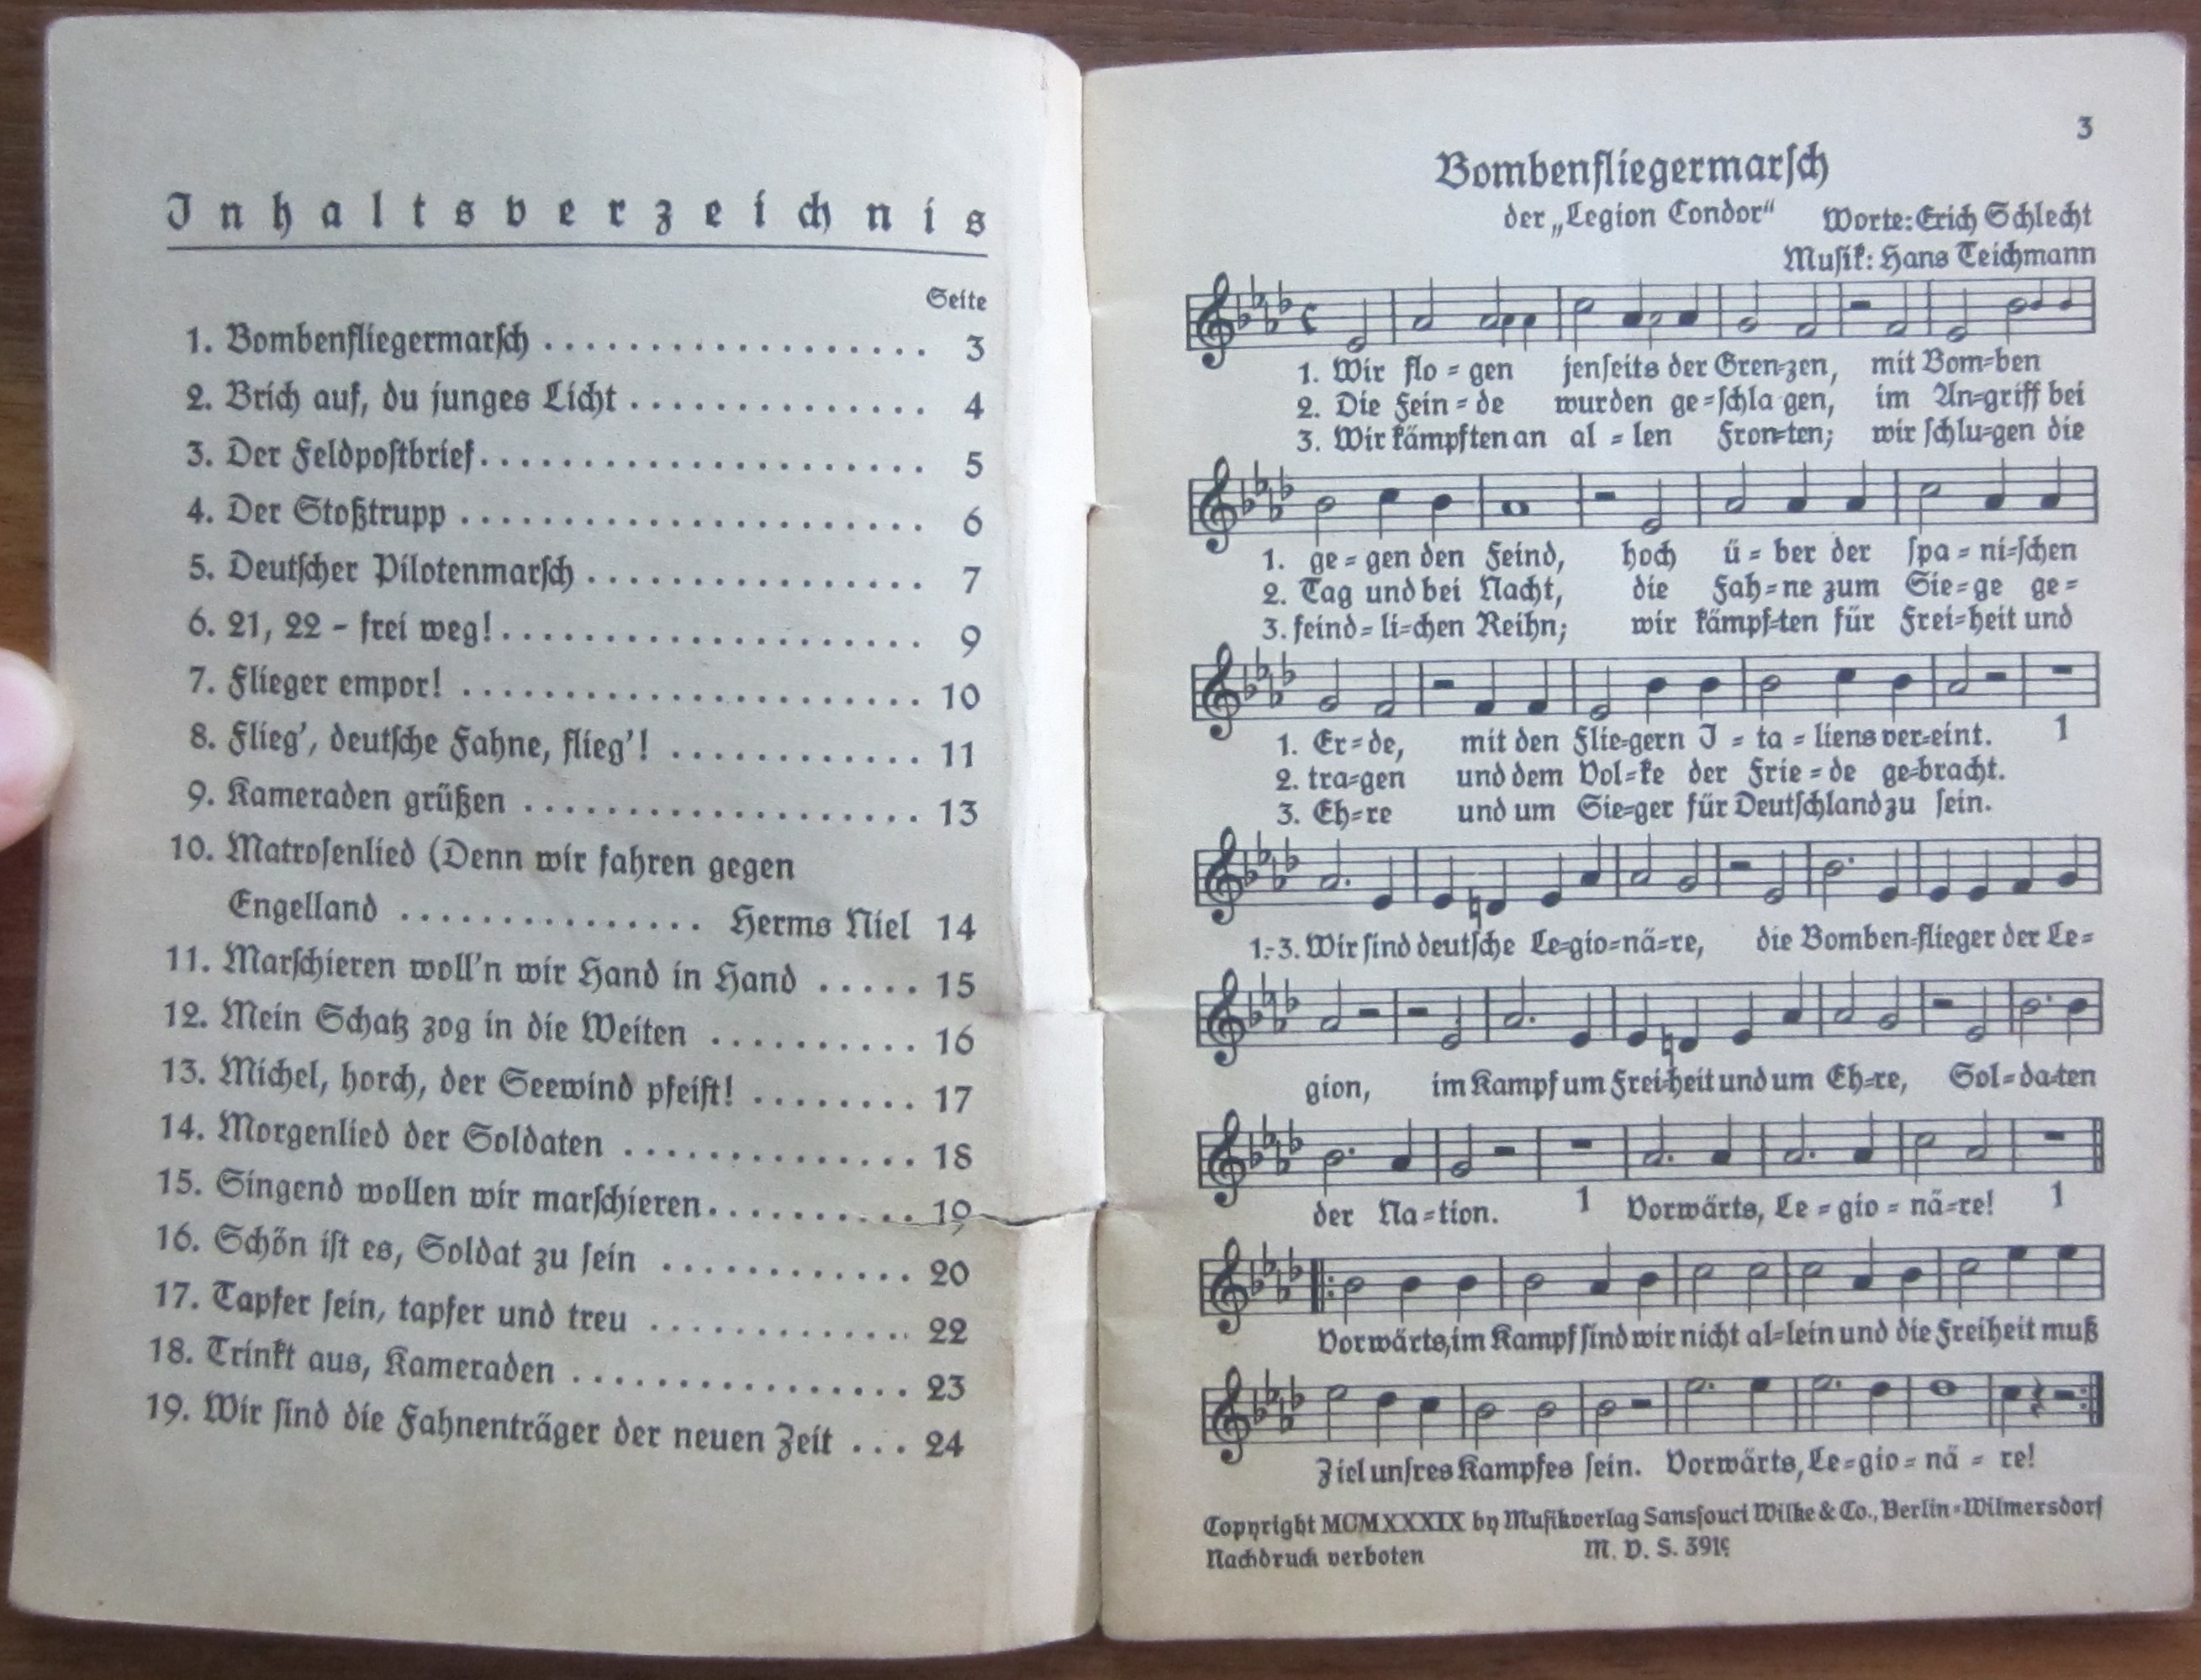 Inhaltsverzeichnis
Seite
1. Bombenfliegermarsch .................. 3
2. Brich auf, du junges Licht .............. 4
3. Der Feldpostbrief..................... 5
4. Der Stoßtrupp ...................... 6
5. Deutscher Pilotenmarsch ................ 7
6. 21, 22 – frei weg!.................... 9
7. Flieger empor! ...................... 10
8. Flieg', deutsche Fahne, flieg'! ............ 11
9. Kameraden grüßen ................... 13
10. Matrosenlied (Denn wir fahren gegen
Engelland ................ Herms Niel 14
11. Marschieren woll'n wir Hand in Hand ..... 15
12. Mein Schatz zog in die Weiten .......... 16
13. Michel, horch, der Seewind pfeift! ........ 17
14. Morgenlied der Soldaten .............. 18
15. Singend wollen wir marschieren.......... 19
16. Schön ist es, Soldat zu sein ............ 20
17. Tapfer sein, tapfer und treu ............. 22
18. Trinkt aus, Kameraden ................ 23
19. Wir sind die Fahnenträger der neuen Zeit ... 24
3
Bombenfliegermarsch
der „Legion Condor“ Worte: Erich Schlecht
Musik: Hans Teichmann
1. Wir flo=gen jenseits der Gren=zen, mit Bom=ben
2. Die Fein=de wurden ge=schla gen, im An=griff bei
3. Wir kämpften an al=len Fron=ten; wir schlu=gen die
1. ge=gen den Feind, hoch ü=ber der spa=ni=schen
2. Tag und bei Nacht, die Fah=ne zum Sie=ge ge=
3. feind=li=chen Reihn; wir kämpf=ten für Frei=heit und
1. Er=de, mit den Flie=gern I=ta=liens ver=eint. 1
2. tra=gen und dem Vol=ke der Frie=de ge=bracht.
3. Eh=re und um Sie=ger für Deutschland zu sein.
1.-3. Wir sind deutsche Le=gio=nä=re, die Bomben=flieger der Le=
gion, im Kampf um Frei=heit und um Eh=re, Sol=da=ten
der Na=tion. 1 Vorwärts, Le=gio=nä=re! 1
Vorwärts, im Kampf sind wir nicht al=lein und die Freiheit muß
Ziel unsres Kampfes sein. Vorwärts, Le=gio=nä=re!
Copyright MCMXXXIX by Musikverlag Sanssouci Wilke & Co., Berlin=Wilmersdorf
Nachdruck verboten M. V. S. 391